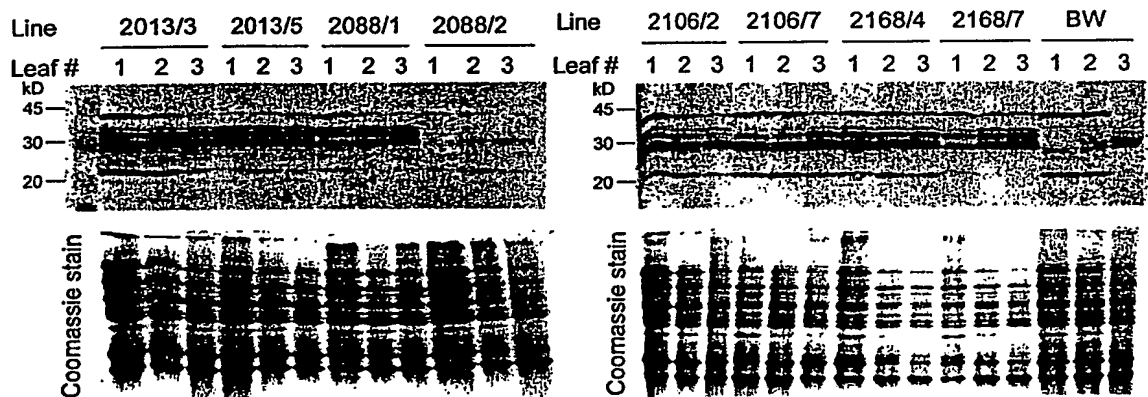 Line 2013/3 2013/5 2088/1 2088/2
Leaf # 1 2 3 1 2 3 1 2 3 1 2 3
kD
45
30
20
Coomassie stain
Line 2106/2 2106/7 2168/4 2168/7 BW
Leaf # 1 2 3 1 2 3 1 2 3 1 2 3 1 2 3
kD
45
30
20
Coomassie stain